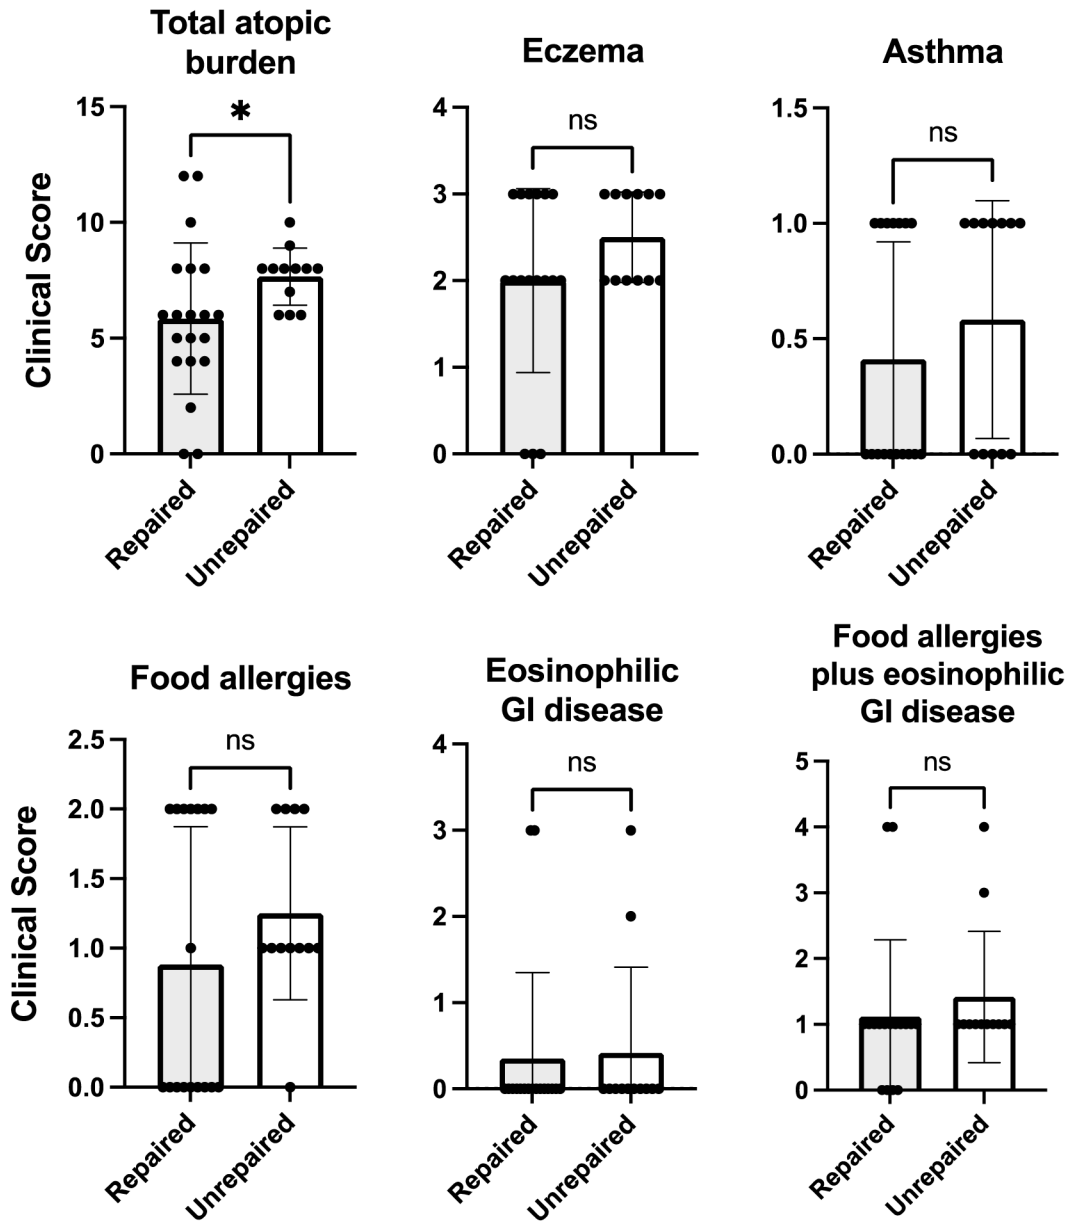 Total atopic
burden
Eczema
Asthma
Clinical Score
15
10
5
0
*
Repaired
Unrepaired
4
3
2
1
0
ns
Repaired
Unrepaired
1.5
1.0
0.5
0.0
ns
Repaired
Unrepaired
Food allergies
Eosinophilic
GI disease
Food allergies
plus eosinophilic
GI disease
Clinical Score
2.5
2.0
1.5
1.0
0.5
0.0
ns
Repaired
Unrepaired
4
3
2
1
0
ns
Repaired
Unrepaired
5
4
3
2
1
0
ns
Repaired
Unrepaired